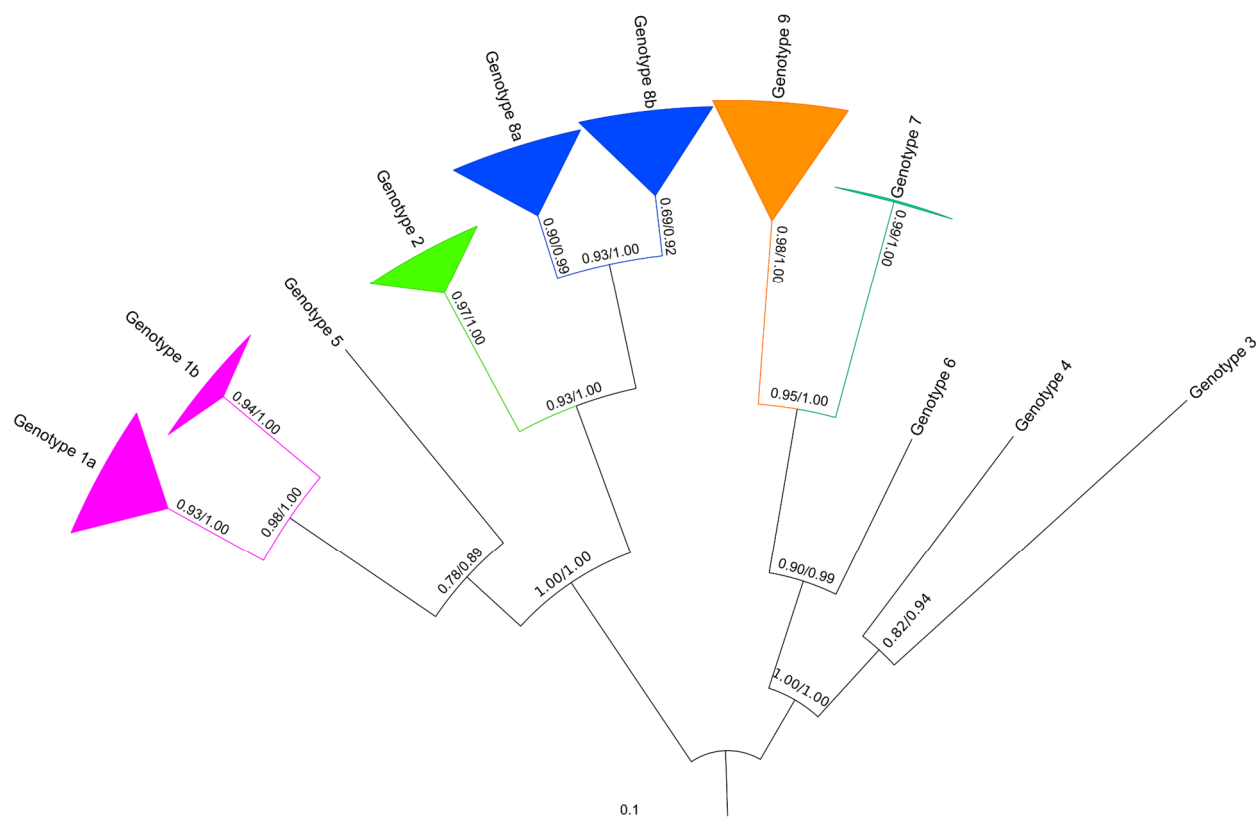 Genotype 9
Genotype 8b
Genotype 8a
Genotype 7
Genotype 2
0.69/0.92
0.90/0.99
0.93/1.00
0.98/1.00
0.99/1.00
Genotype 5
0.97/1.00
Genotype 1b
Genotype 3
Genotype 6
Genotype 4
0.93/1.00
0.95/1.00
0.94/1.00
Genotype 1a
0.93/1.00
0.98/1.00
0.78/0.89
1.00/1.00
0.90/0.99
0.82/0.94
1.00/1.00
0.1